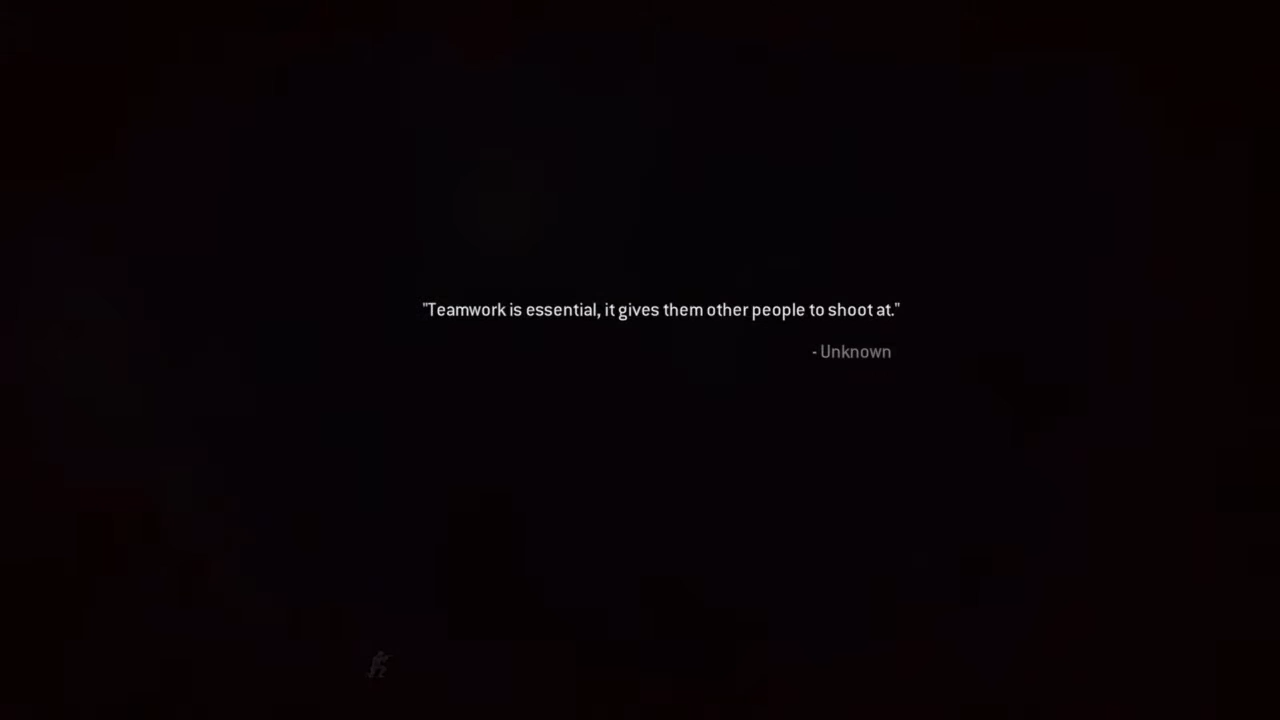 "Teamwork is essential, it gives them other people to shoot at."
- Unknown